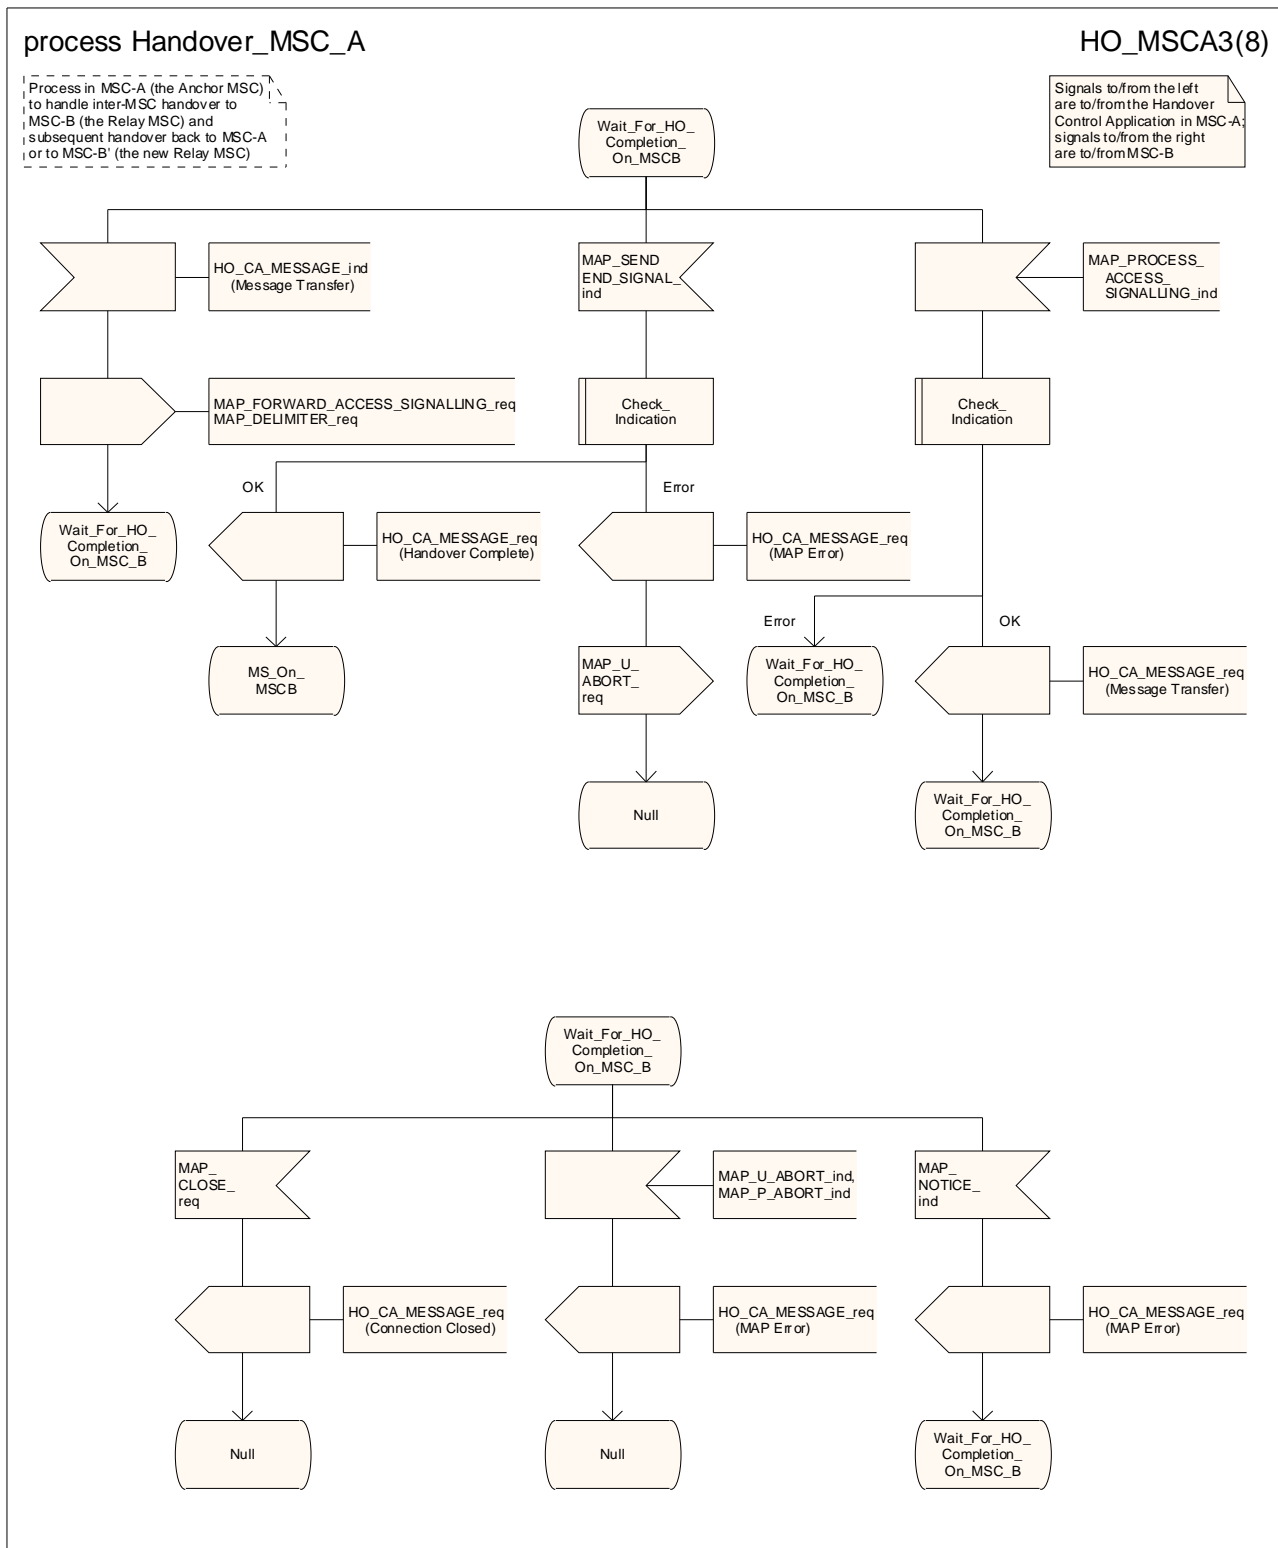 process Handover_MSC_A
HO_MSCA3(8)
Process in MSC-A (the Anchor MSC)
to handle inter-MSC handover to
MSC-B (the Relay MSC) and
subsequent handover back to MSC-A
or to MSC-B' (the new Relay MSC)
Signals to/from the left
are to/from the Handover
Control Application in MSC-A;
signals to/from the right
are to/from MSC-B
Wait_For_HO_
Completion_
On_MSCB
HO_CA_MESSAGE_ind
(Message Transfer)
MAP_SEND
END_SIGNAL_
ind
MAP_PROCESS_
ACCESS_
SIGNALLING_ind
MAP_FORWARD_ACCESS_SIGNALLING_req
MAP_DELIMITER_req
Check_
Indication
Check_
Indication
OK
Error
Wait_For_HO_
Completion_
On_MSC_B
HO_CA_MESSAGE_req
(Handover Complete)
HO_CA_MESSAGE_req
(MAP Error)
Error
OK
MS_On_
MSCB
MAP_U_
ABORT_
req
Wait_For_HO_
Completion_
On_MSC_B
HO_CA_MESSAGE_req
(Message Transfer)
Null
Wait_For_HO_
Completion_
On_MSC_B
Wait_For_HO_
Completion_
On_MSC_B
MAP_
CLOSE_
req
MAP_U_ABORT_ind,
MAP_P_ABORT_ind
MAP_
NOTICE_
ind
HO_CA_MESSAGE_req
(Connection Closed)
HO_CA_MESSAGE_req
(MAP Error)
HO_CA_MESSAGE_req
(MAP Error)
Null
Null
Wait_For_HO_
Completion_
On_MSC_B